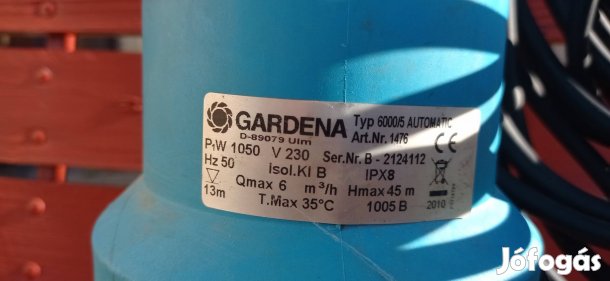 GARDENA
D-89079 Ulm
Typ 6000/5 AUTOMATIC
Art.Nr. 1476
P₁W 1050 V 230
Ser.Nr. B - 2124112
CE
Hz 50
Isol.Kl B
IPX8
13m
Qmax 6 m³/h
Hmax 45 m
T.Max 35°C
1005 B
2010
Jófogás